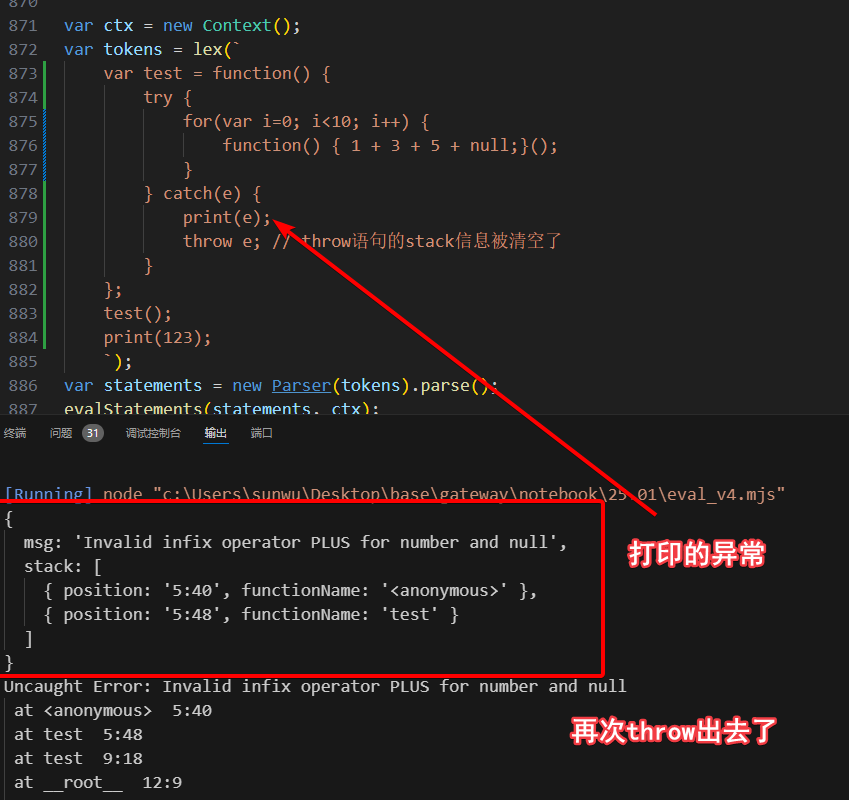 870
871 var ctx = new Context();
872 var tokens = lex(`
873 var test = function() {
874 try {
875 for(var i=0; i<10; i++) {
876 function() { 1 + 3 + 5 + null;}();
877 }
878 } catch(e) {
879 print(e);
880 throw e; // throw语句的stack信息被清空了
881 }
882 };
883 test();
884 print(123);
885 `);
886 var statements = new Parser(tokens).parse();
887 evalStatements(statements, ctx);
终端 问题 31 调试控制台 输出 端口
[Running] node "c:\Users\sunwu\Desktop\base\gateway\notebook\25_01\eval_v4.mjs"
{
msg: 'Invalid infix operator PLUS for number and null',
stack: [
{ position: '5:40', functionName: '<anonymous>' },
{ position: '5:48', functionName: 'test' }
]
}
打印的异常
Uncaught Error: Invalid infix operator PLUS for number and null
at <anonymous> 5:40
at test 5:48
at test 9:18
at __root__ 12:9
再次throw出去了